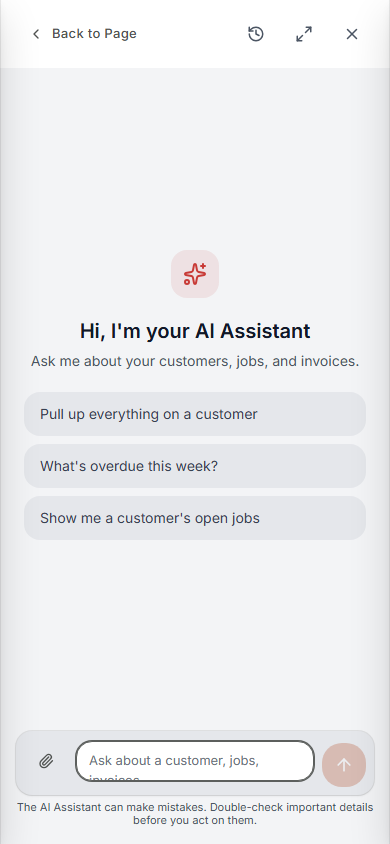 Back to Page
Hi, I'm your AI Assistant
Ask me about your customers, jobs, and invoices.
Pull up everything on a customer
What's overdue this week?
Show me a customer's open jobs
Ask about a customer, jobs,
invoices
The AI Assistant can make mistakes. Double-check important details
before you act on them.